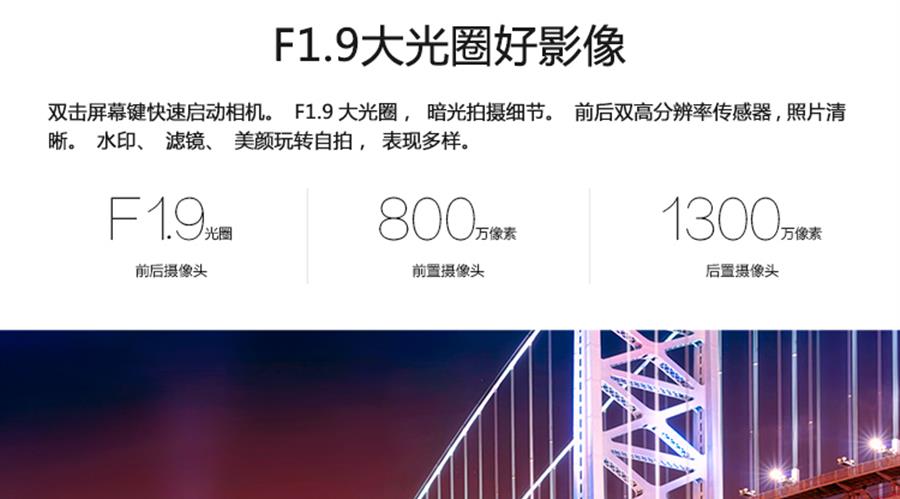 F1.9大光圈好影像
双击屏幕键快速启动相机。 F1.9 大光圈， 暗光拍摄细节。 前后双高分辨率传感器，照片清
晰。 水印、 滤镜、 美颜玩转自拍， 表现多样。
F1.9光圈
前后摄像头
800万像素
前置摄像头
1300万像素
后置摄像头